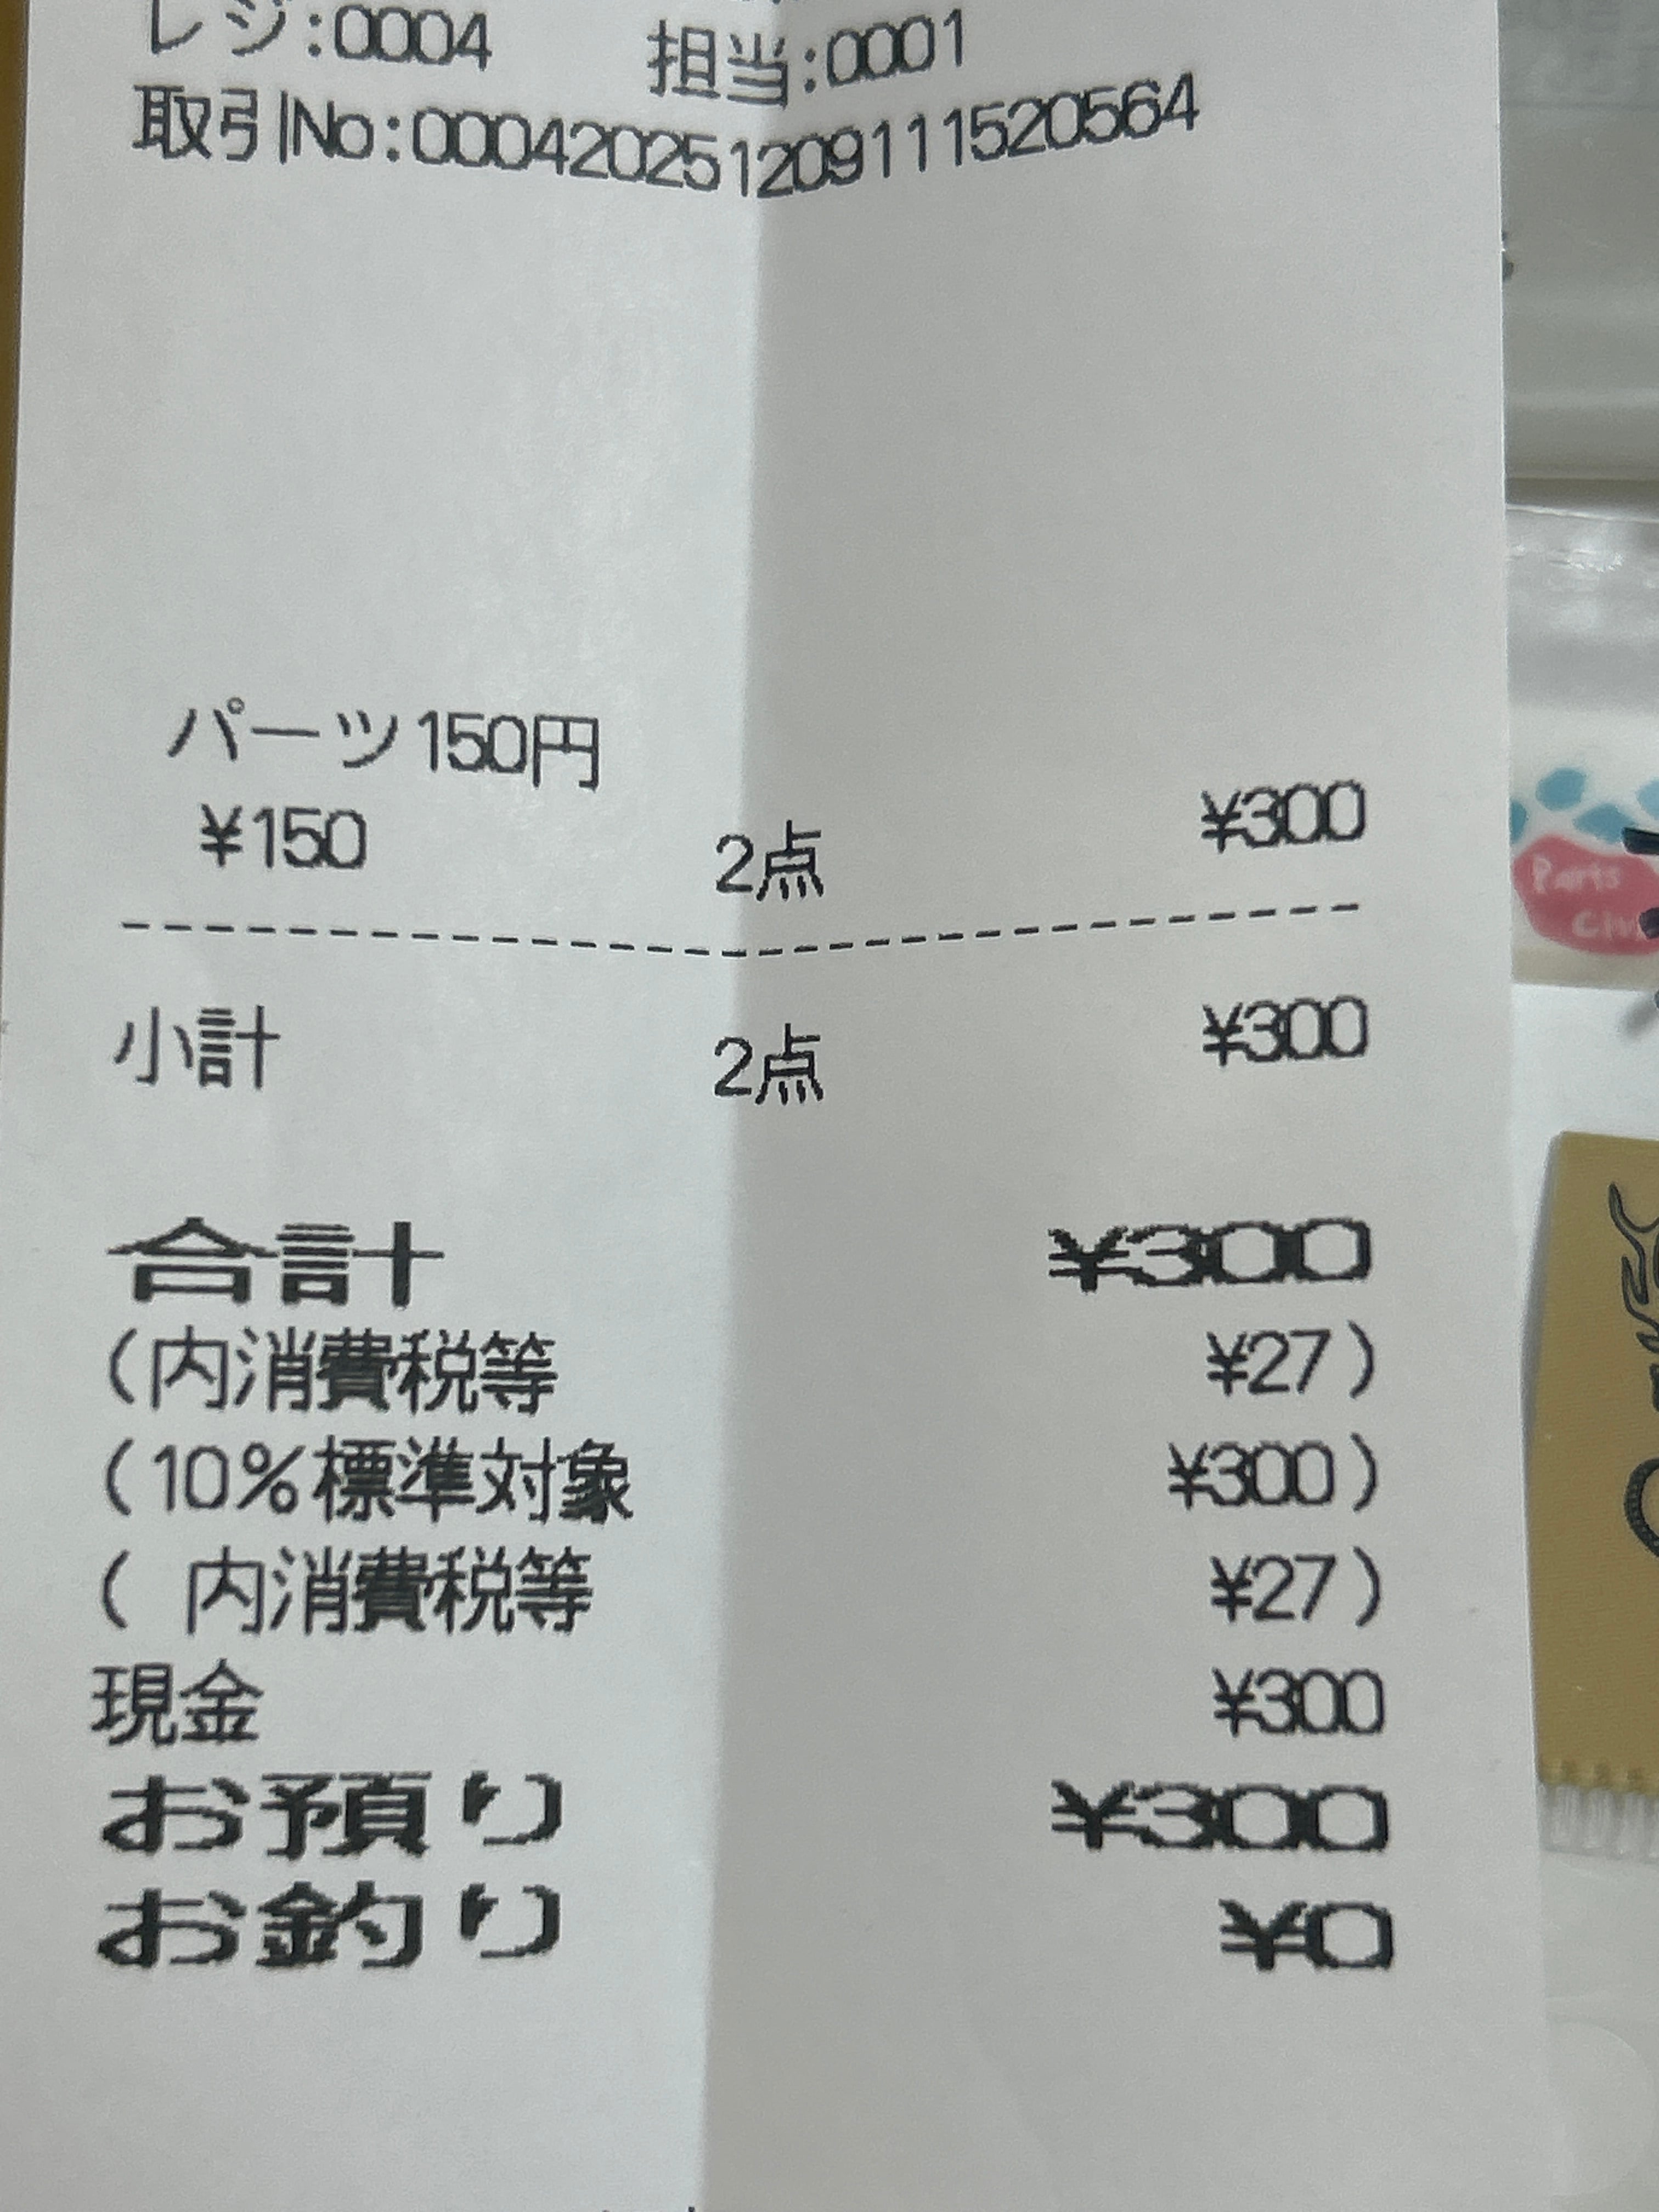 レジ:0004 担当:0001
取引No:000420251209111520564
パーツ150円
¥150 2点 ¥300
小計 2点 ¥300
合計 ¥300
(内消費税等 ¥27)
(10%標準対象 ¥300)
( 内消費税等 ¥27)
現金 ¥300
お預り ¥300
お釣り ¥0
Parts